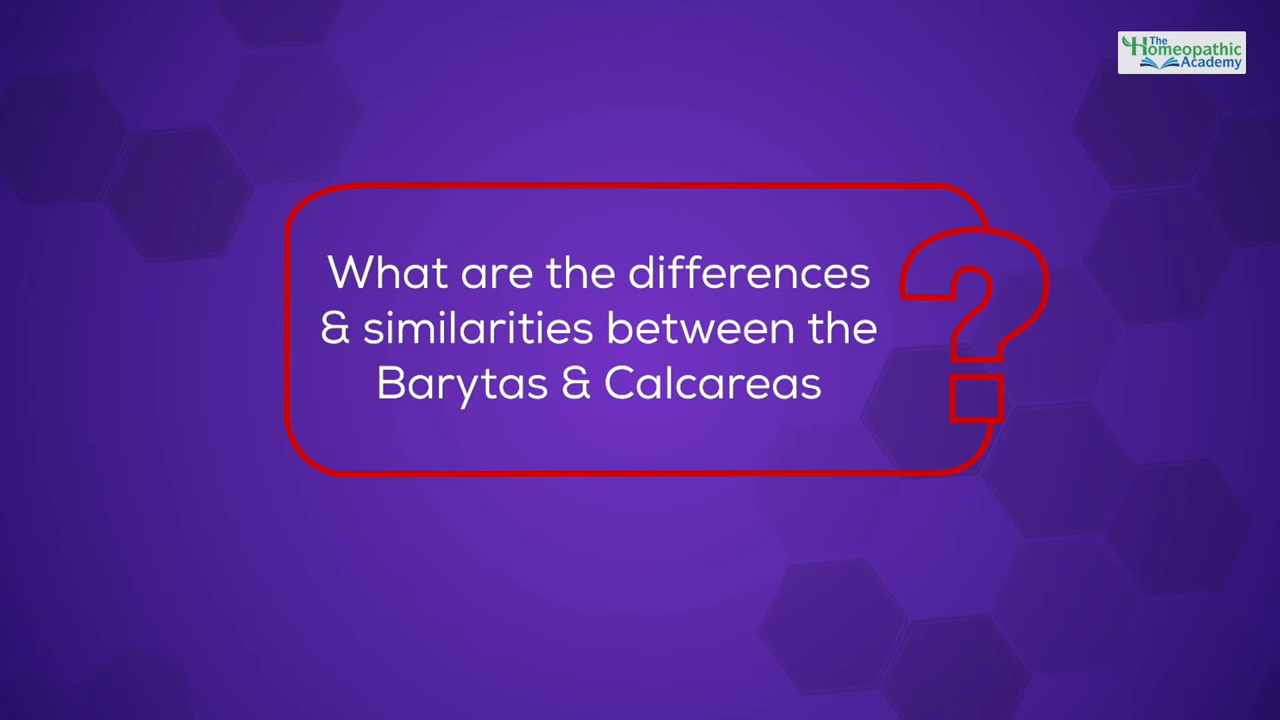 The
Homeopathic
Academy
What are the differences
& similarities between the
Barytas & Calcareas
?